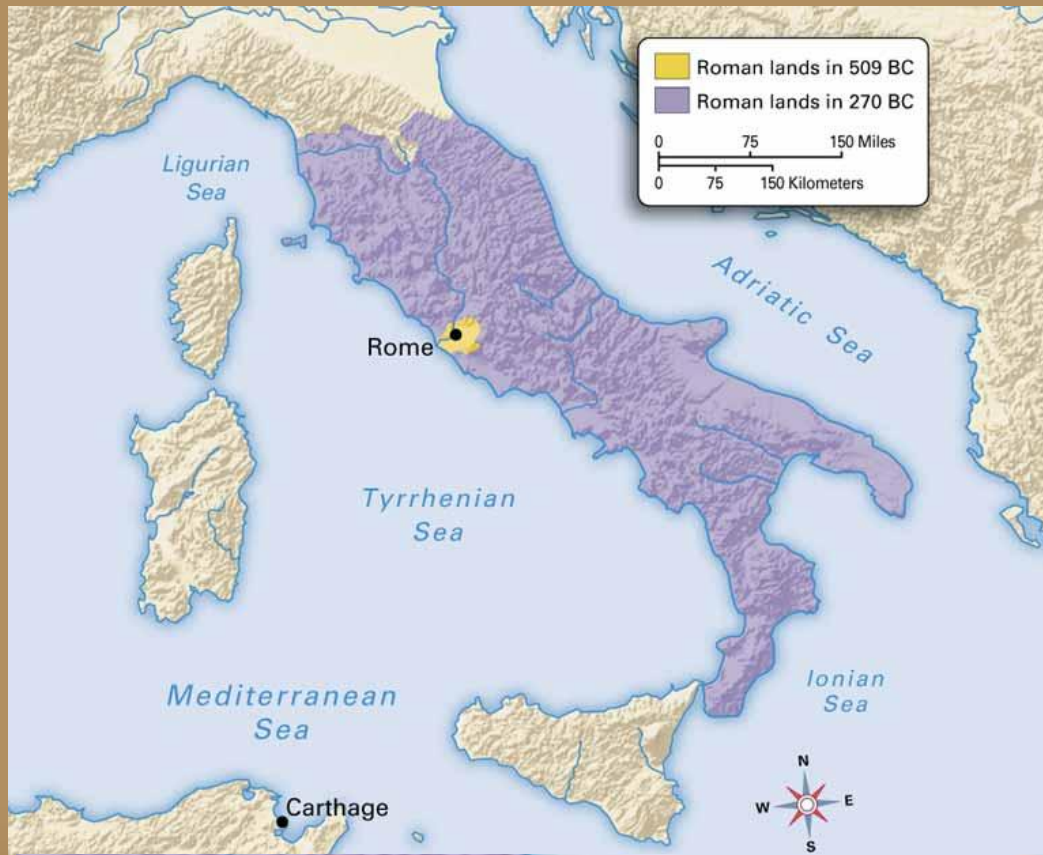 Roman lands in 509 BC
Roman lands in 270 BC
0 75 150 Miles
0 75 150 Kilometers
Ligurian
Sea
Adriatic Sea
Rome
Tyrrhenian
Sea
Mediterranean
Sea
Ionian
Sea
Carthage
N
W E
S